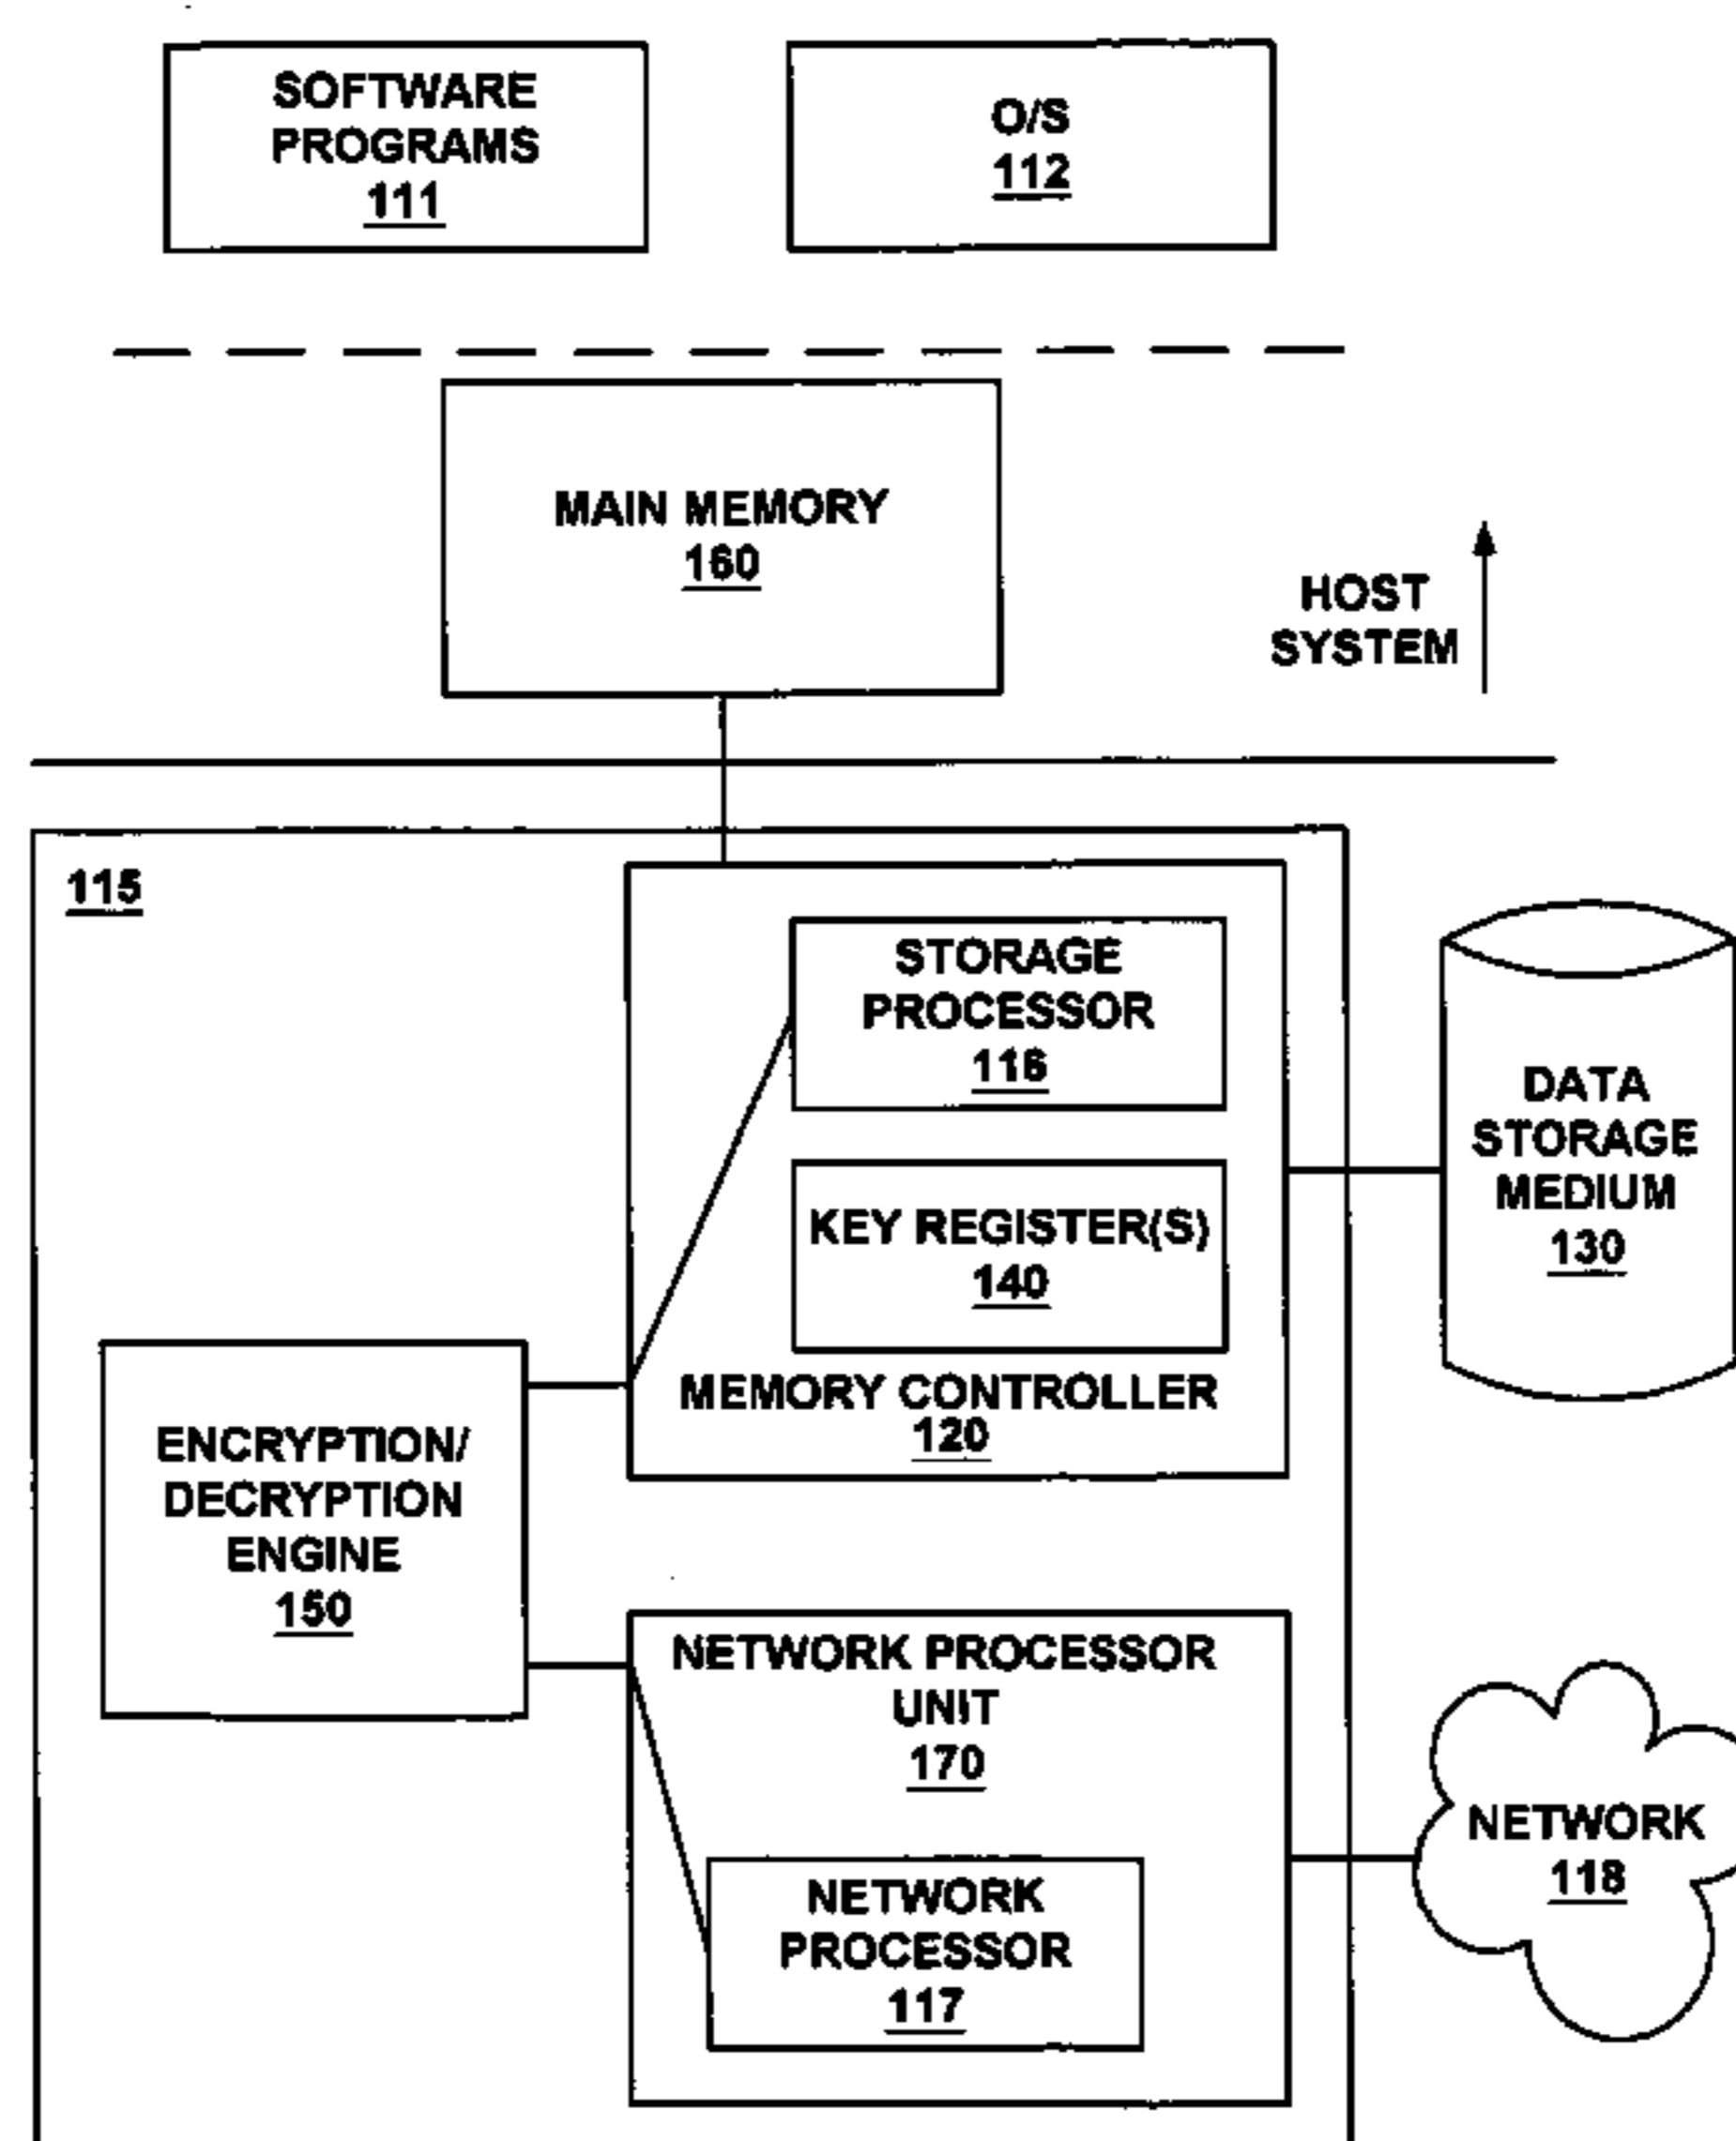 SOFTWARE
PROGRAMS
111
O/S
112
MAIN MEMORY
160
HOST
SYSTEM
115
STORAGE
PROCESSOR
116
KEY REGISTER(S)
140
MEMORY CONTROLLER
120
DATA
STORAGE
MEDIUM
130
ENCRYPTION/
DECRYPTION
ENGINE
150
NETWORK PROCESSOR
UNIT
170
NETWORK
PROCESSOR
117
NETWORK
118